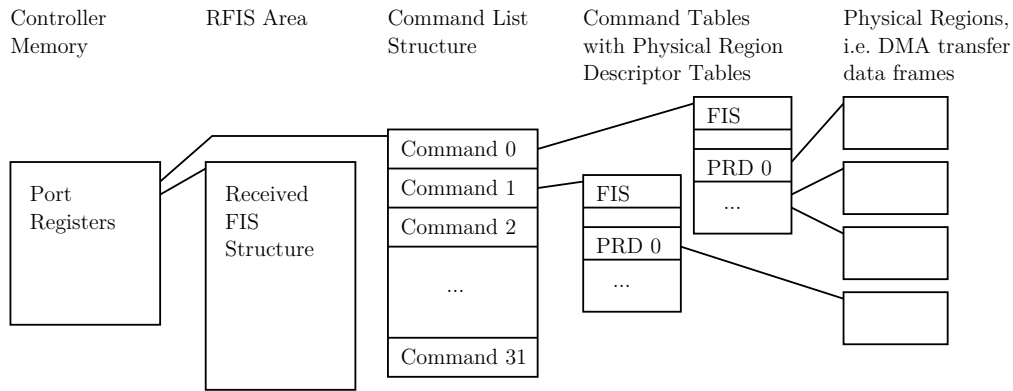 Controller
Memory
RFIS Area
Command List
Structure
Command Tables
with Physical Region
Descriptor Tables
Physical Regions,
i.e. DMA transfer
data frames
Port
Registers
Received
FIS
Structure
Command 0
Command 1
Command 2
...
Command 31
FIS
PRD 0
...
FIS
PRD 0
...